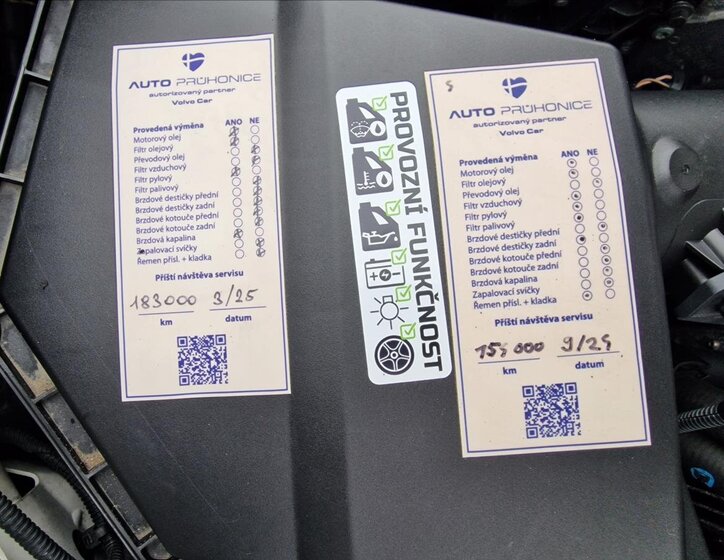 AUTO PRŮHONICE
autorizovaný partner
Volvo Car
Provedená výměna ANO NE
Motorový olej
Filtr olejový
Převodový olej
Filtr vzduchový
Filtr pylový
Filtr palivový
Brzdové destičky přední
Brzdové destičky zadní
Brzdové kotouče přední
Brzdové kotouče zadní
Brzdová kapalina
Zapalovací svíčky
Řemen přísl. + kladka
Příští návštěva servisu
183000 3/25
km datum
PROVOZNÍ FUNKČNOST
AUTO PRŮHONICE
autorizovaný partner
Volvo Car
Provedená výměna ANO NE
Motorový olej
Filtr olejový
Převodový olej
Filtr vzduchový
Filtr pylový
Filtr palivový
Brzdové destičky přední
Brzdové destičky zadní
Brzdové kotouče přední
Brzdové kotouče zadní
Brzdová kapalina
Zapalovací svíčky
Řemen přísl. + kladka
Příští návštěva servisu
km datum